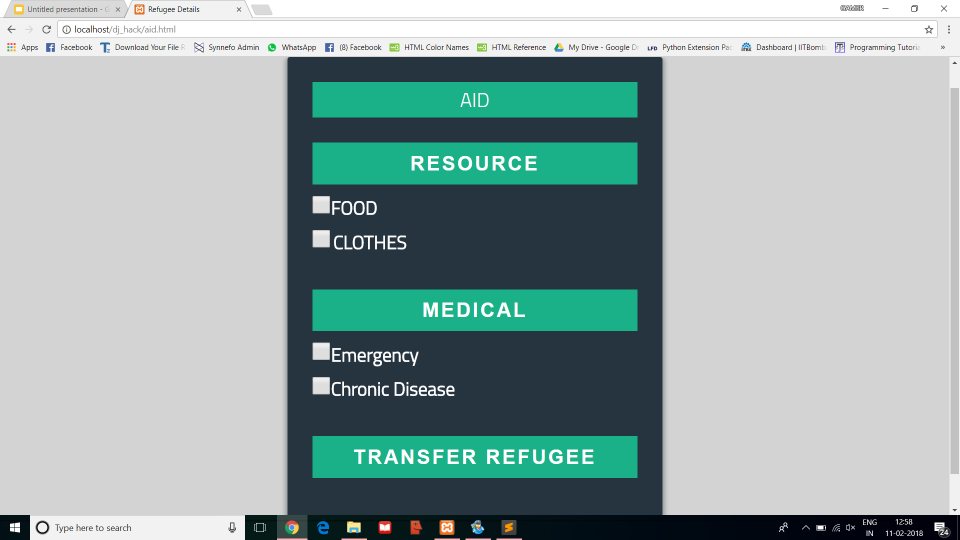 Untitled presentation - G
Refugee Details
GAMER
localhost/dj_hack/aid.html
Apps
Facebook
Download Your File R
Synnefo Admin
WhatsApp
(8) Facebook
HTML Color Names
HTML Reference
My Drive - Google D
LFD Python Extension Pac
Dashboard | IITBomb
Programming Tutoria
»
AID
RESOURCE
FOOD
CLOTHES
MEDICAL
Emergency
Chronic Disease
TRANSFER REFUGEE
Type here to search
ENG
IN
12:58
11-02-2018
24